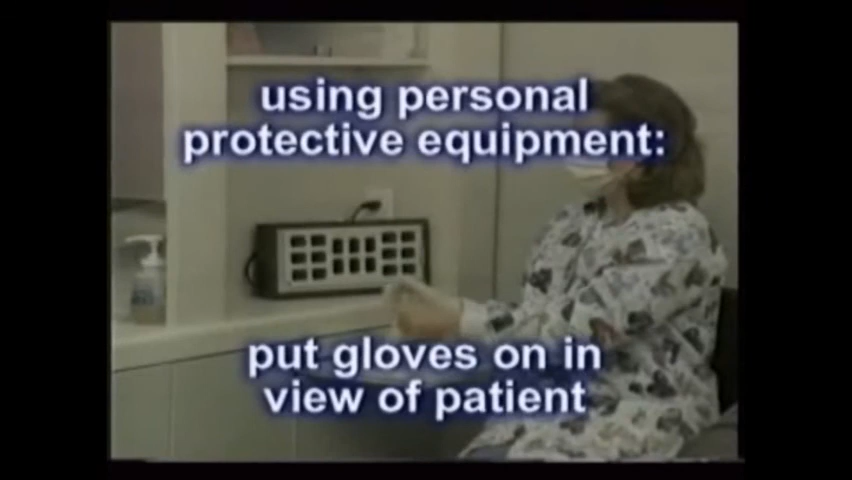 using personal
protective equipment:
put gloves on in
view of patient